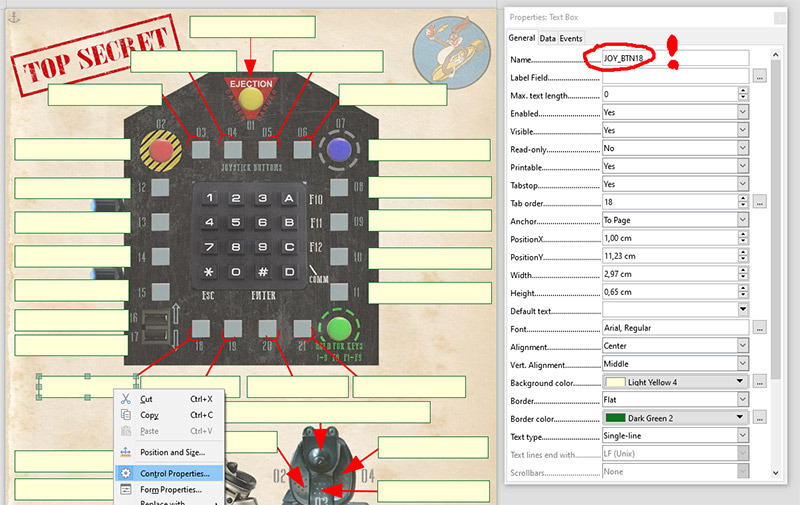 TOP SECRET
EJECTION
DANGER DANGER
01
02
03
04
05
06
07
JOYSTICK BUTTONS
12
08
1 2 3 A
F10
13
4 5 6 B
F11
09
14
7 8 9 C
F12
10
* 0 # D
COMM
15
11
ESC
ENTER
16
17
18
19
20
21
HOLD FOR KEYS
1-9 TO F1-F9
Cut Ctrl+X
Copy Ctrl+C
Paste Ctrl+V
Position and Size...
Control Properties...
Form Properties...
Replace with
02
04
03
Properties: Text Box
General Data Events
Name JOY_BTN18 !
Label Field ...
Max. text length 0
Enabled Yes
Visible Yes
Read-only No
Printable Yes
Tabstop Yes
Tab order 18 ...
Anchor To Page
PositionX 1,00 cm
PositionY 11,23 cm
Width 2,97 cm
Height 0,65 cm
Default text
Font Arial, Regular ...
Alignment Center
Vert. Alignment Middle
Background color Light Yellow 4 ...
Border Flat
Border color Dark Green 2 ...
Text type Single-line
Text lines end with LF (Unix)
Scrollbars None